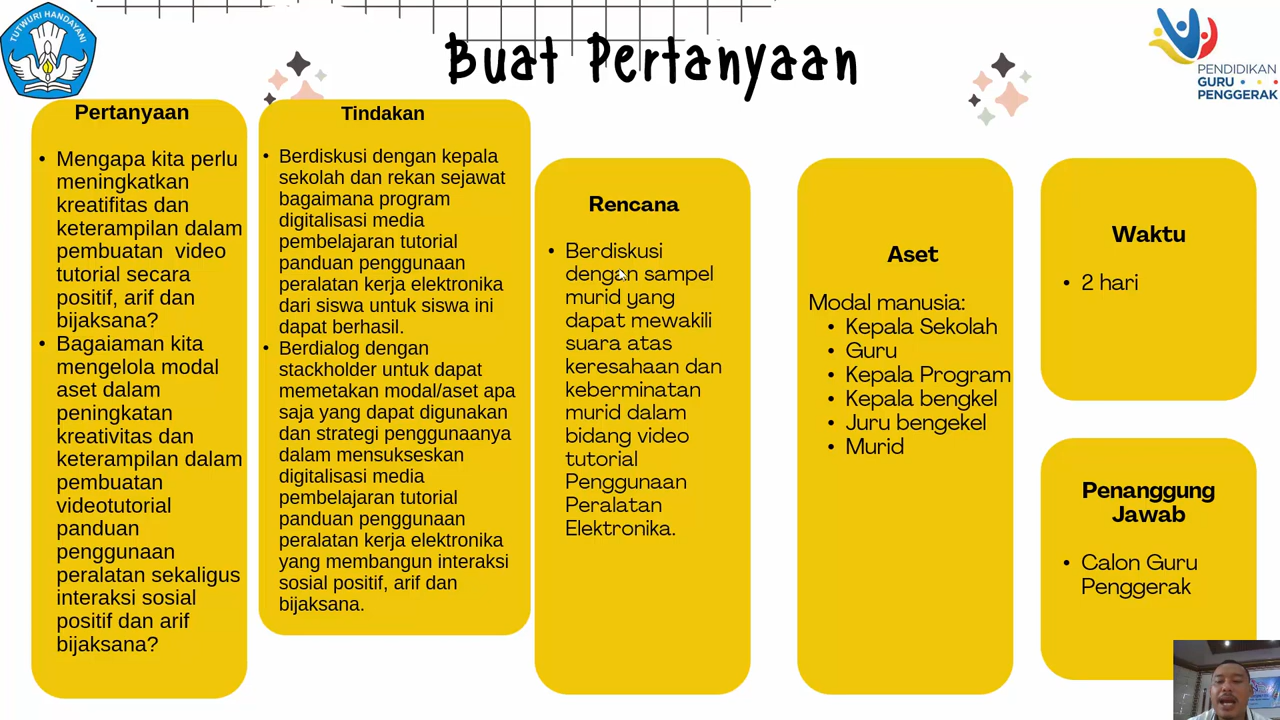 TUTWURI HANDAYANI
Buat Pertanyaan
PENDIDIKAN
GURU
PENGGERAK
Pertanyaan
• Mengapa kita perlu
meningkatkan
kreatifitas dan
keterampilan dalam
pembuatan video
tutorial secara
positif, arif dan
bijaksana?
• Bagaiaman kita
mengelola modal
aset dalam
peningkatan
kreativitas dan
keterampilan dalam
pembuatan
videotutorial
panduan
penggunaan
peralatan sekaligus
interaksi sosial
positif dan arif
bijaksana?
Tindakan
• Berdiskusi dengan kepala
sekolah dan rekan sejawat
bagaimana program
digitalisasi media
pembelajaran tutorial
panduan penggunaan
peralatan kerja elektronika
dari siswa untuk siswa ini
dapat berhasil.
• Berdialog dengan
stackholder untuk dapat
memetakan modal/aset apa
saja yang dapat digunakan
dan strategi penggunaanya
dalam mensukseskan
digitalisasi media
pembelajaran tutorial
panduan penggunaan
peralatan kerja elektronika
yang membangun interaksi
sosial positif, arif dan
bijaksana.
Rencana
• Berdiskusi
dengan sampel
murid yang
dapat mewakili
suara atas
keresahaan dan
keberminatan
murid dalam
bidang video
tutorial
Penggunaan
Peralatan
Elektronika.
Aset
Modal manusia:
• Kepala Sekolah
• Guru
• Kepala Program
• Kepala bengkel
• Juru bengekel
• Murid
Waktu
• 2 hari
Penanggung
Jawab
• Calon Guru
Penggerak